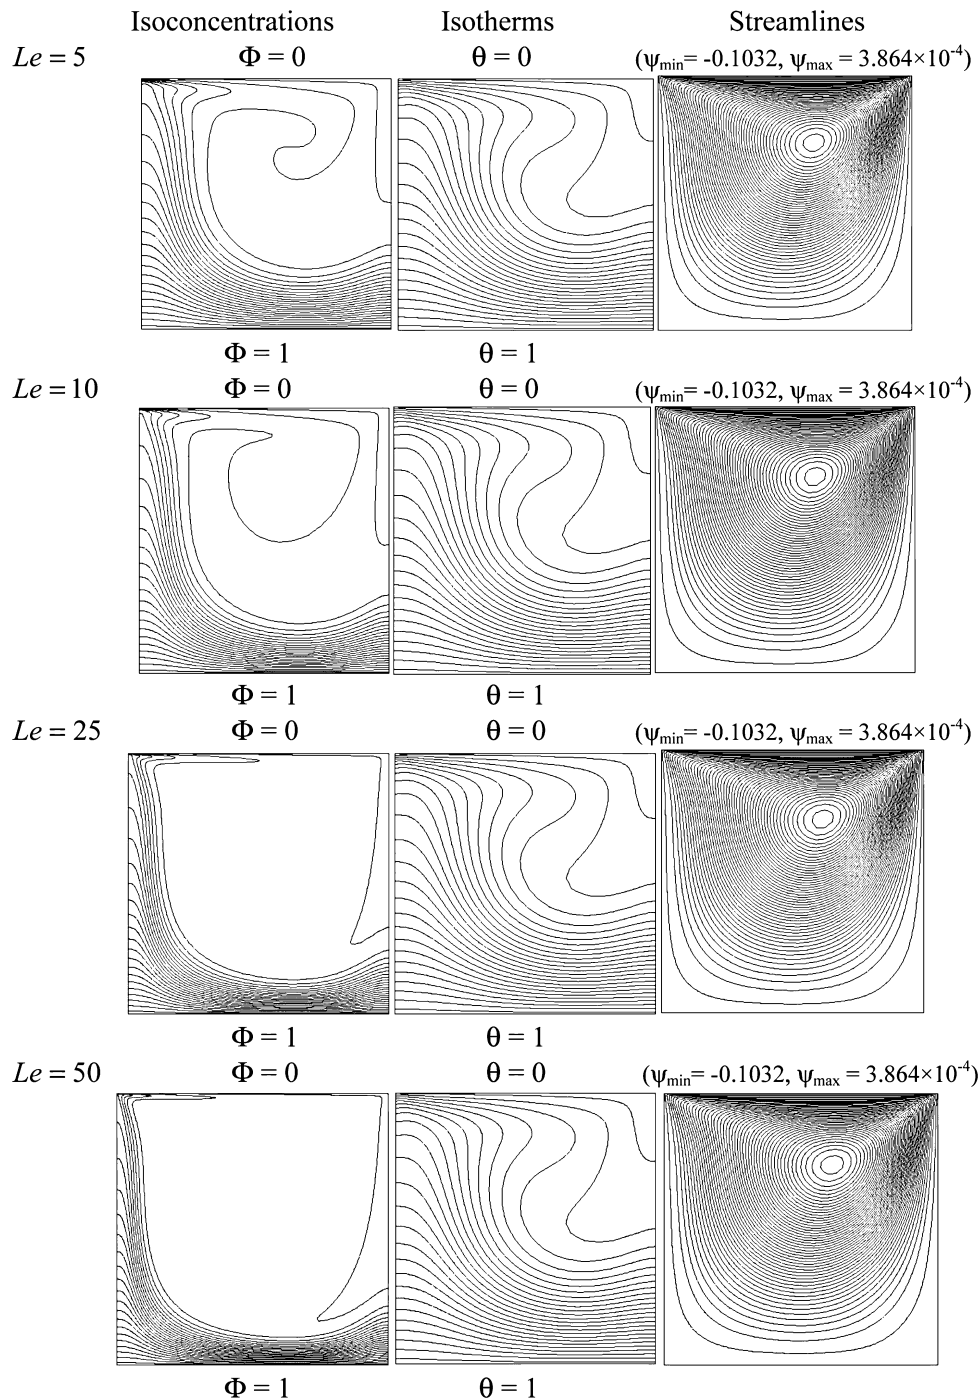 Isoconcentrations Isotherms Streamlines
Le = 5 Φ = 0 θ = 0 (ψmin= -0.1032, ψmax = 3.864×10-4)
Φ = 1 θ = 1
Le = 10 Φ = 0 θ = 0 (ψmin= -0.1032, ψmax = 3.864×10-4)
Φ = 1 θ = 1
Le = 25 Φ = 0 θ = 0 (ψmin= -0.1032, ψmax = 3.864×10-4)
Φ = 1 θ = 1
Le = 50 Φ = 0 θ = 0 (ψmin= -0.1032, ψmax = 3.864×10-4)
Φ = 1 θ = 1